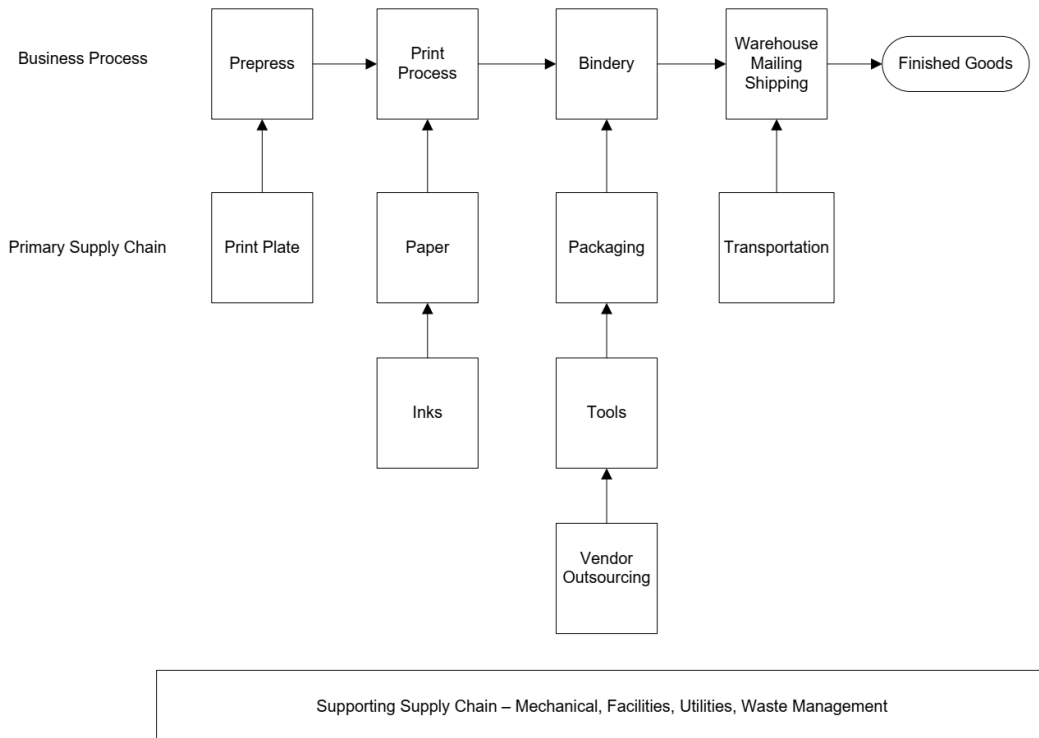 Business Process
Prepress
Print
Process
Bindery
Warehouse
Mailing
Shipping
Finished Goods
Primary Supply Chain
Print Plate
Paper
Packaging
Transportation
Inks
Tools
Vendor
Outsourcing
Supporting Supply Chain – Mechanical, Facilities, Utilities, Waste Management